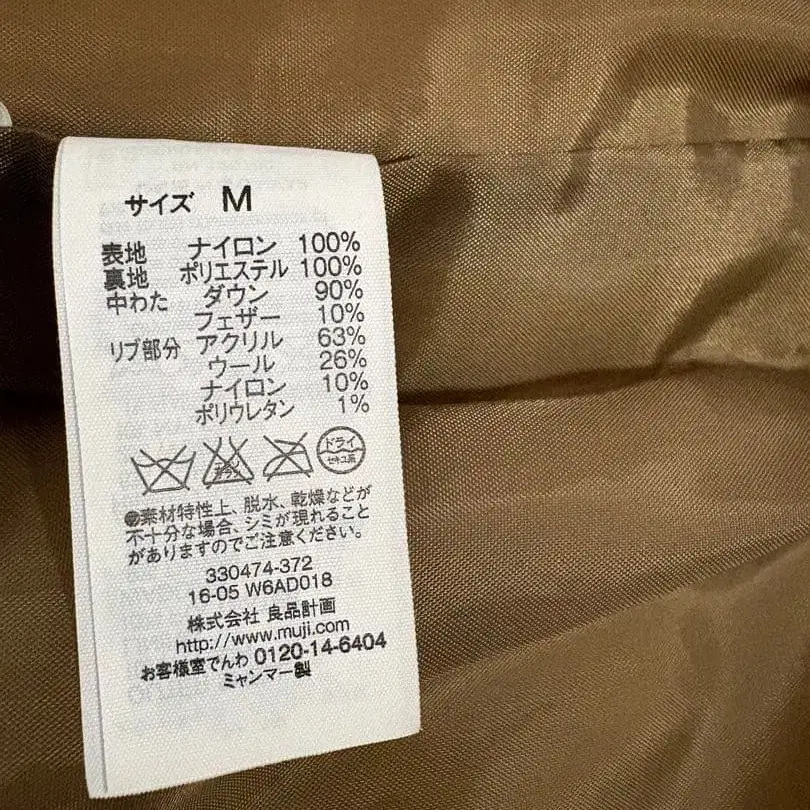 サイズ M
表地 ナイロン 100%
裏地 ポリエステル 100%
中わた ダウン 90%
フェザー 10%
リブ部分 アクリル 63%
ウール 26%
ナイロン 10%
ポリウレタン 1%
ドライ
セキユ系
●素材特性上、脱水、乾燥などが
不十分な場合、シミが現れること
がありますのでご注意ください。
330474-372
16-05 W6AD018
株式会社 良品計画
http://www.muji.com
お客様室でんわ 0120-14-6404
ミャンマー製